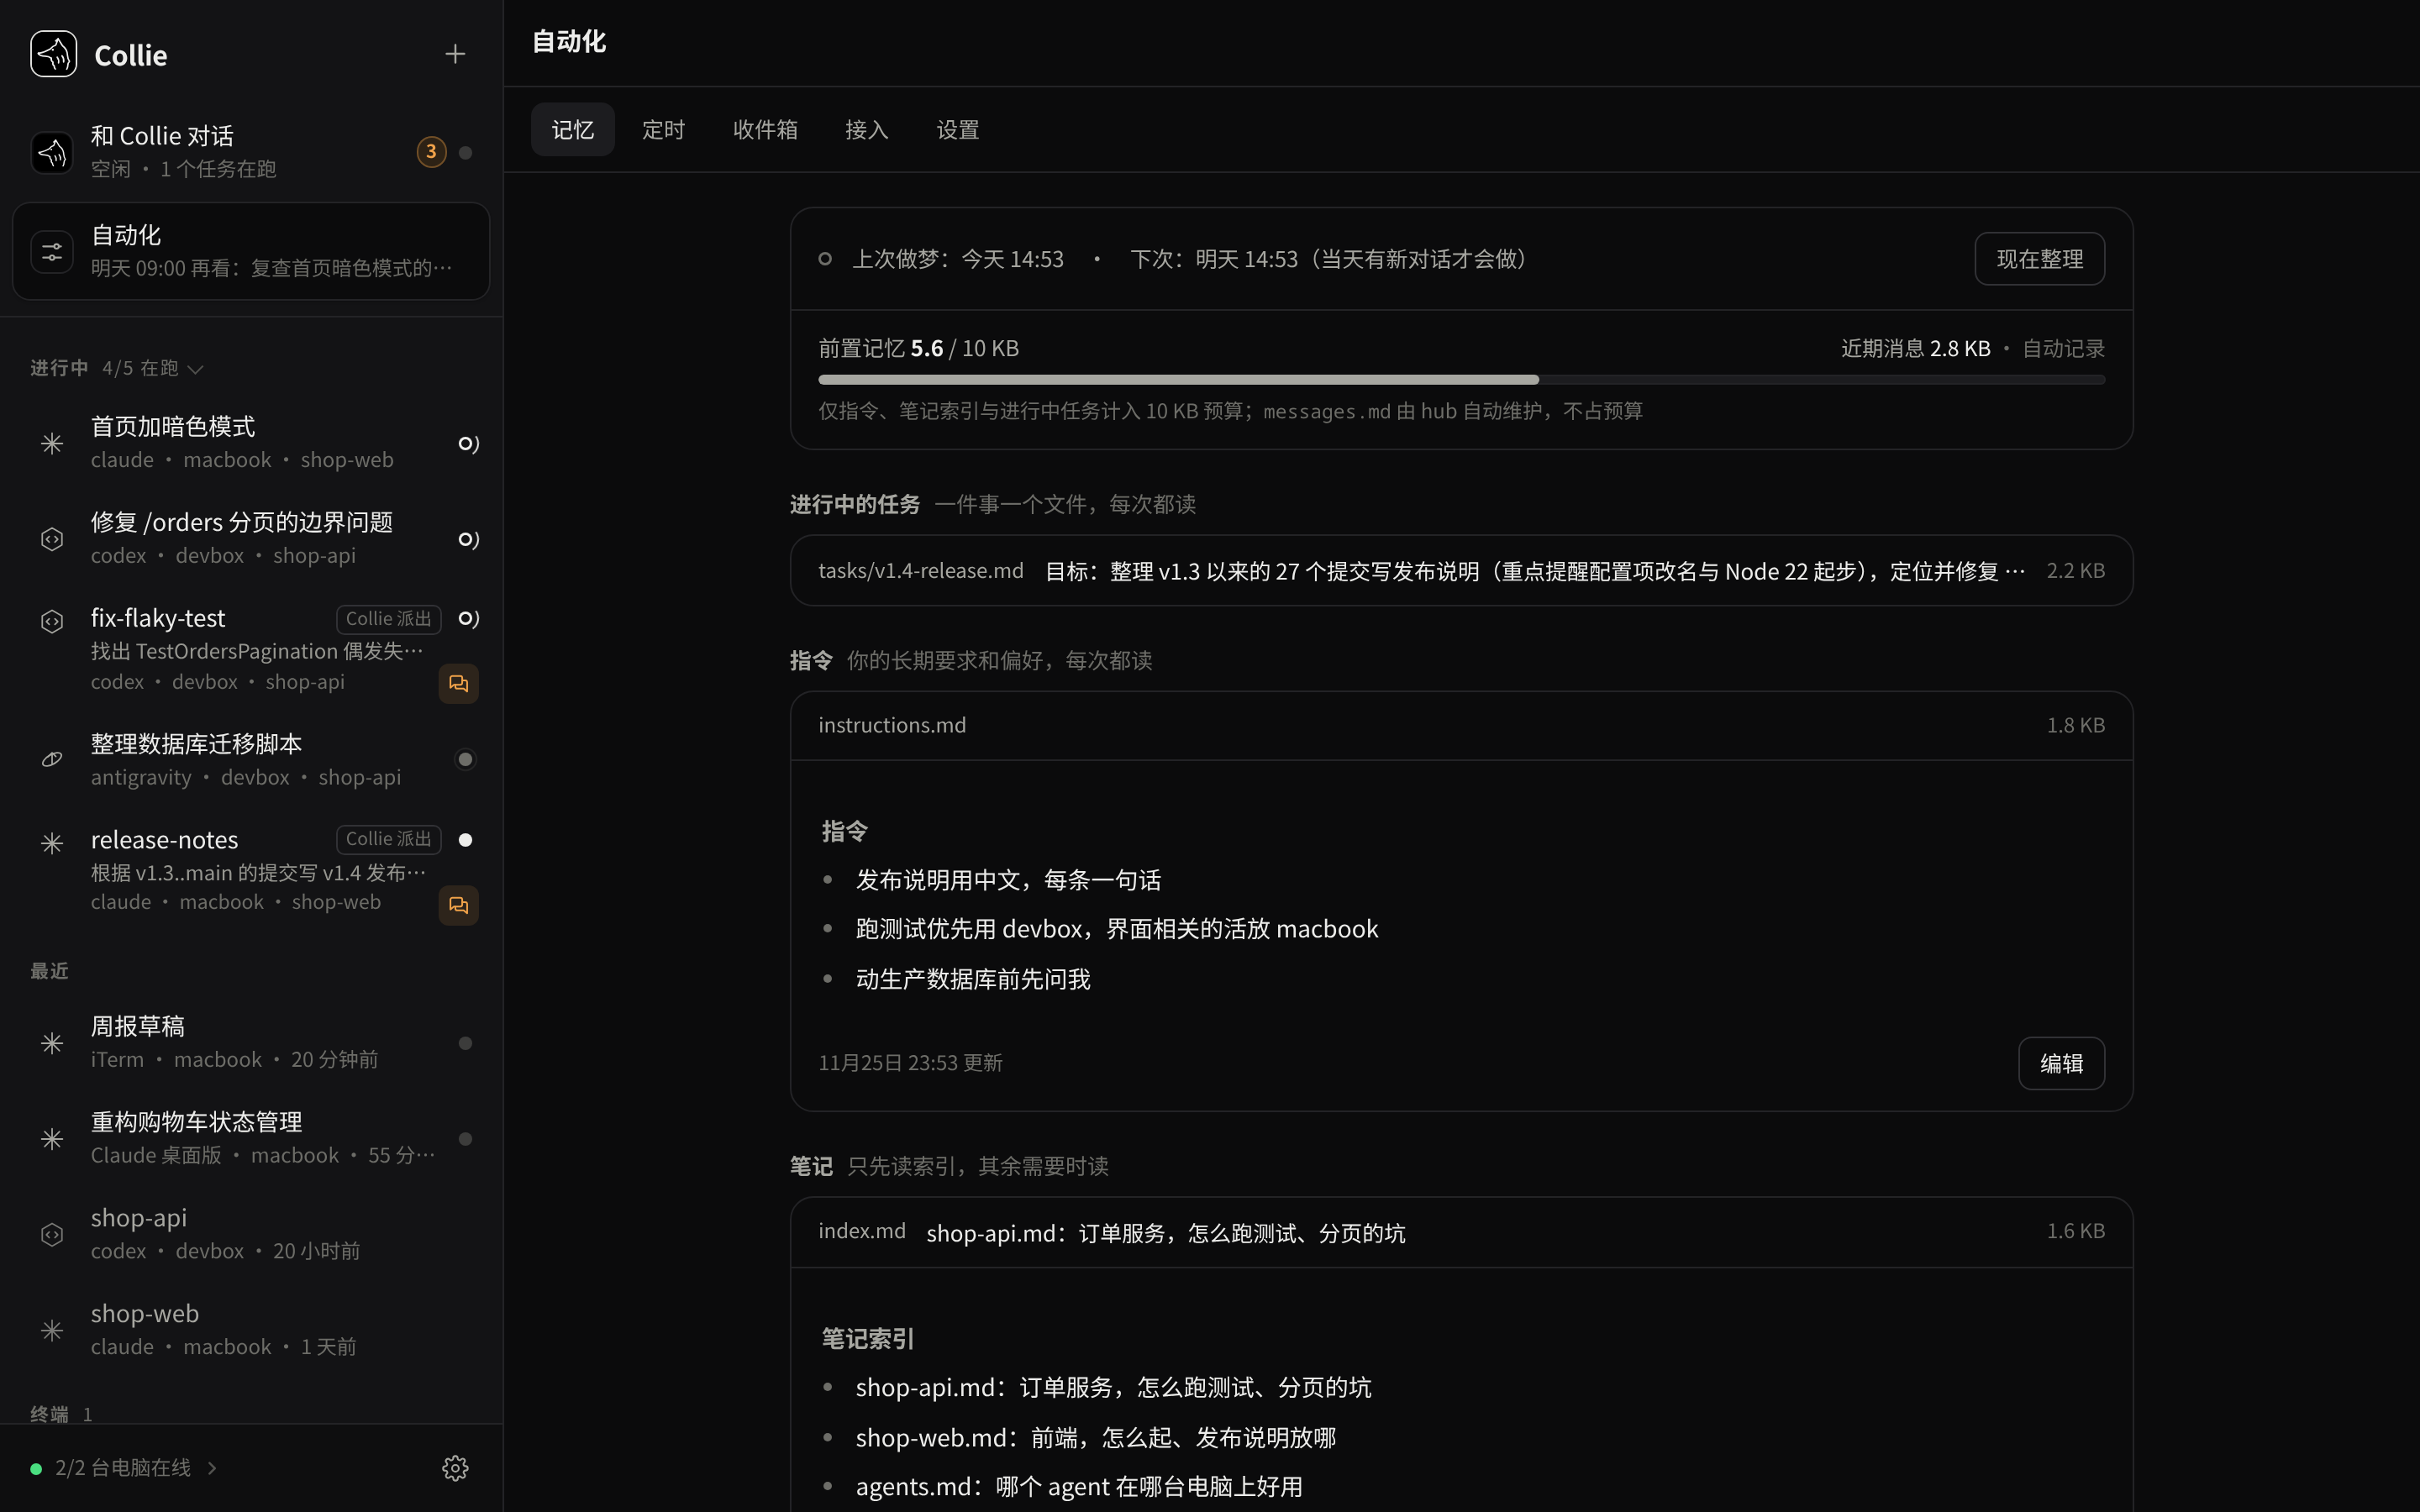 Collie
和 Collie 对话
空闲 · 1 个任务在跑
3
自动化
明天 09:00 再看：复查首页暗色模式的…
进行中 4/5 在跑
首页加暗色模式
claude · macbook · shop-web
修复 /orders 分页的边界问题
codex · devbox · shop-api
fix-flaky-test Collie 派出
找出 TestOrdersPagination 偶发失…
codex · devbox · shop-api
整理数据库迁移脚本
antigravity · devbox · shop-api
release-notes Collie 派出
根据 v1.3..main 的提交写 v1.4 发布…
claude · macbook · shop-web
最近
周报草稿
iTerm · macbook · 20 分钟前
重构购物车状态管理
Claude 桌面版 · macbook · 55 分…
shop-api
codex · devbox · 20 小时前
shop-web
claude · macbook · 1 天前
终端 1
2/2 台电脑在线
自动化
记忆 定时 收件箱 接入 设置
上次做梦：今天 14:53 · 下次：明天 14:53（当天有新对话才会做） 现在整理
前置记忆 5.6 / 10 KB 近期消息 2.8 KB · 自动记录
仅指令、笔记索引与进行中任务计入 10 KB 预算；messages.md 由 hub 自动维护，不占预算
进行中的任务 一件事一个文件，每次都读
tasks/v1.4-release.md 目标：整理 v1.3 以来的 27 个提交写发布说明（重点提醒配置项改名与 Node 22 起步），定位并修复 … 2.2 KB
指令 你的长期要求和偏好，每次都读
instructions.md 1.8 KB
指令
• 发布说明用中文，每条一句话
• 跑测试优先用 devbox，界面相关的活放 macbook
• 动生产数据库前先问我
11月25日 23:53 更新 编辑
笔记 只先读索引，其余需要时读
index.md shop-api.md：订单服务，怎么跑测试、分页的坑 1.6 KB
笔记索引
• shop-api.md：订单服务，怎么跑测试、分页的坑
• shop-web.md：前端，怎么起、发布说明放哪
• agents.md：哪个 agent 在哪台电脑上好用